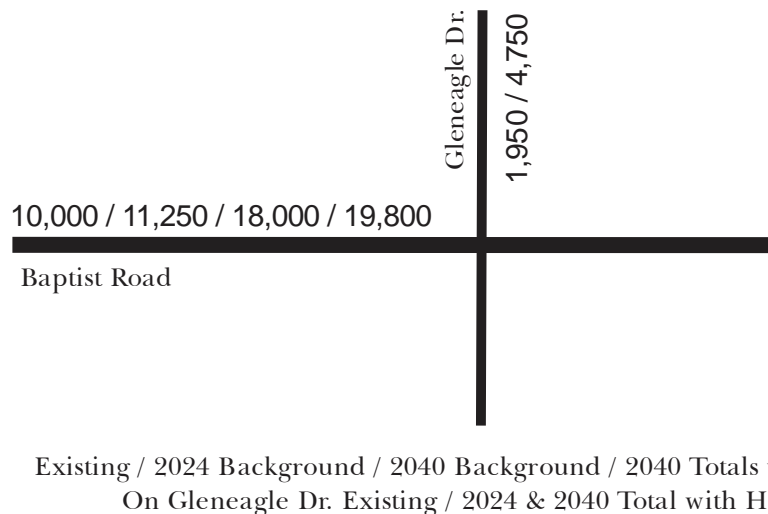 Gleneagle Dr.
1,950 / 4,750
10,000 / 11,250 / 18,000 / 19,800
Baptist Road
Existing / 2024 Background / 2040 Background / 2040 Totals
On Gleneagle Dr. Existing / 2024 & 2040 Total with